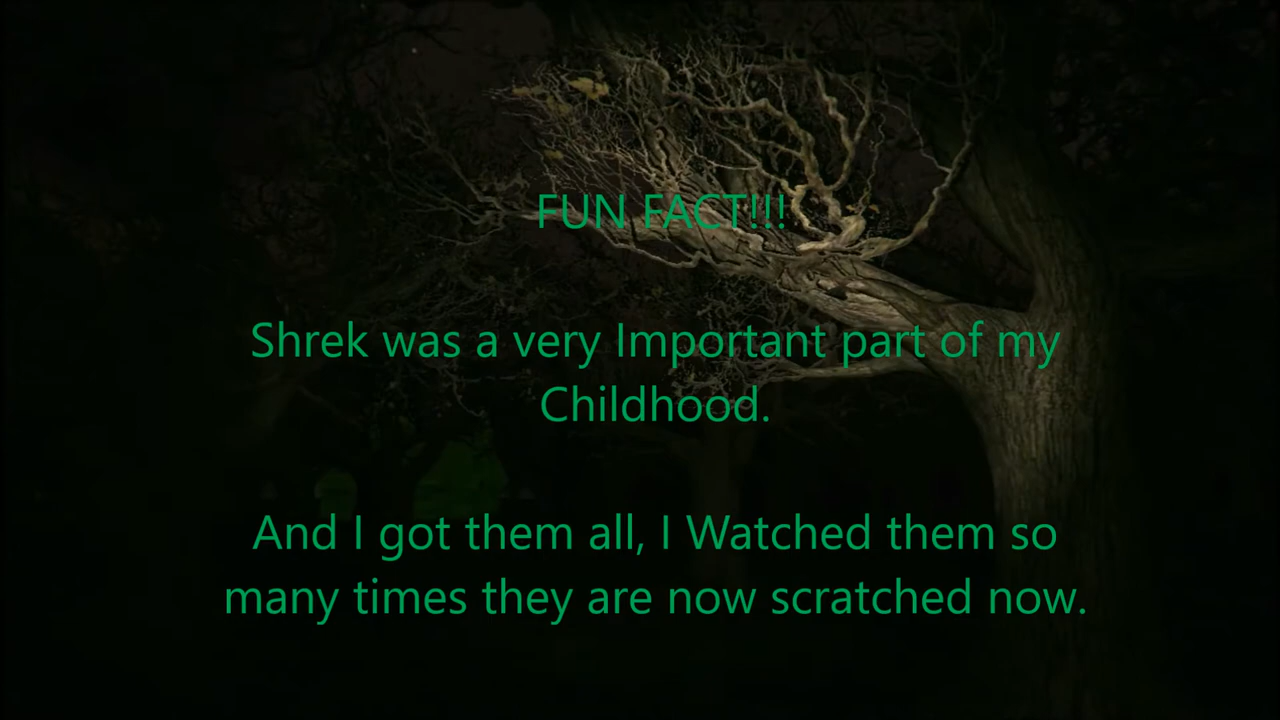 FUN FACT!!!
Shrek was a very Important part of my
Childhood.
And I got them all, I Watched them so
many times they are now scratched now.